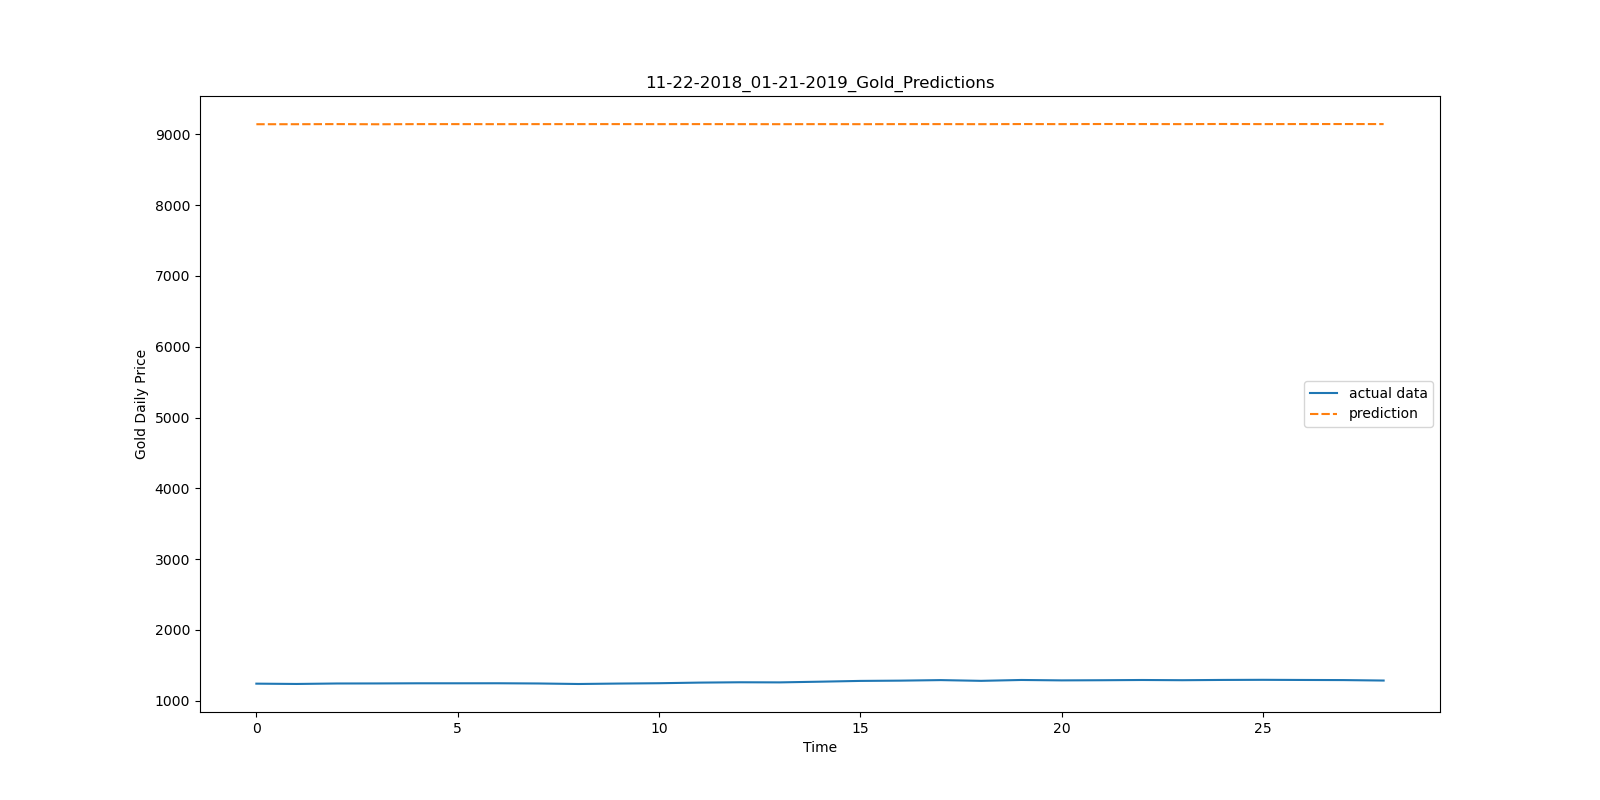 11-22-2018_01-21-2019_Gold_Predictions
9000
8000
7000
6000
5000
4000
3000
2000
1000
Gold Daily Price
actual data
prediction
0 5 10 15 20 25
Time